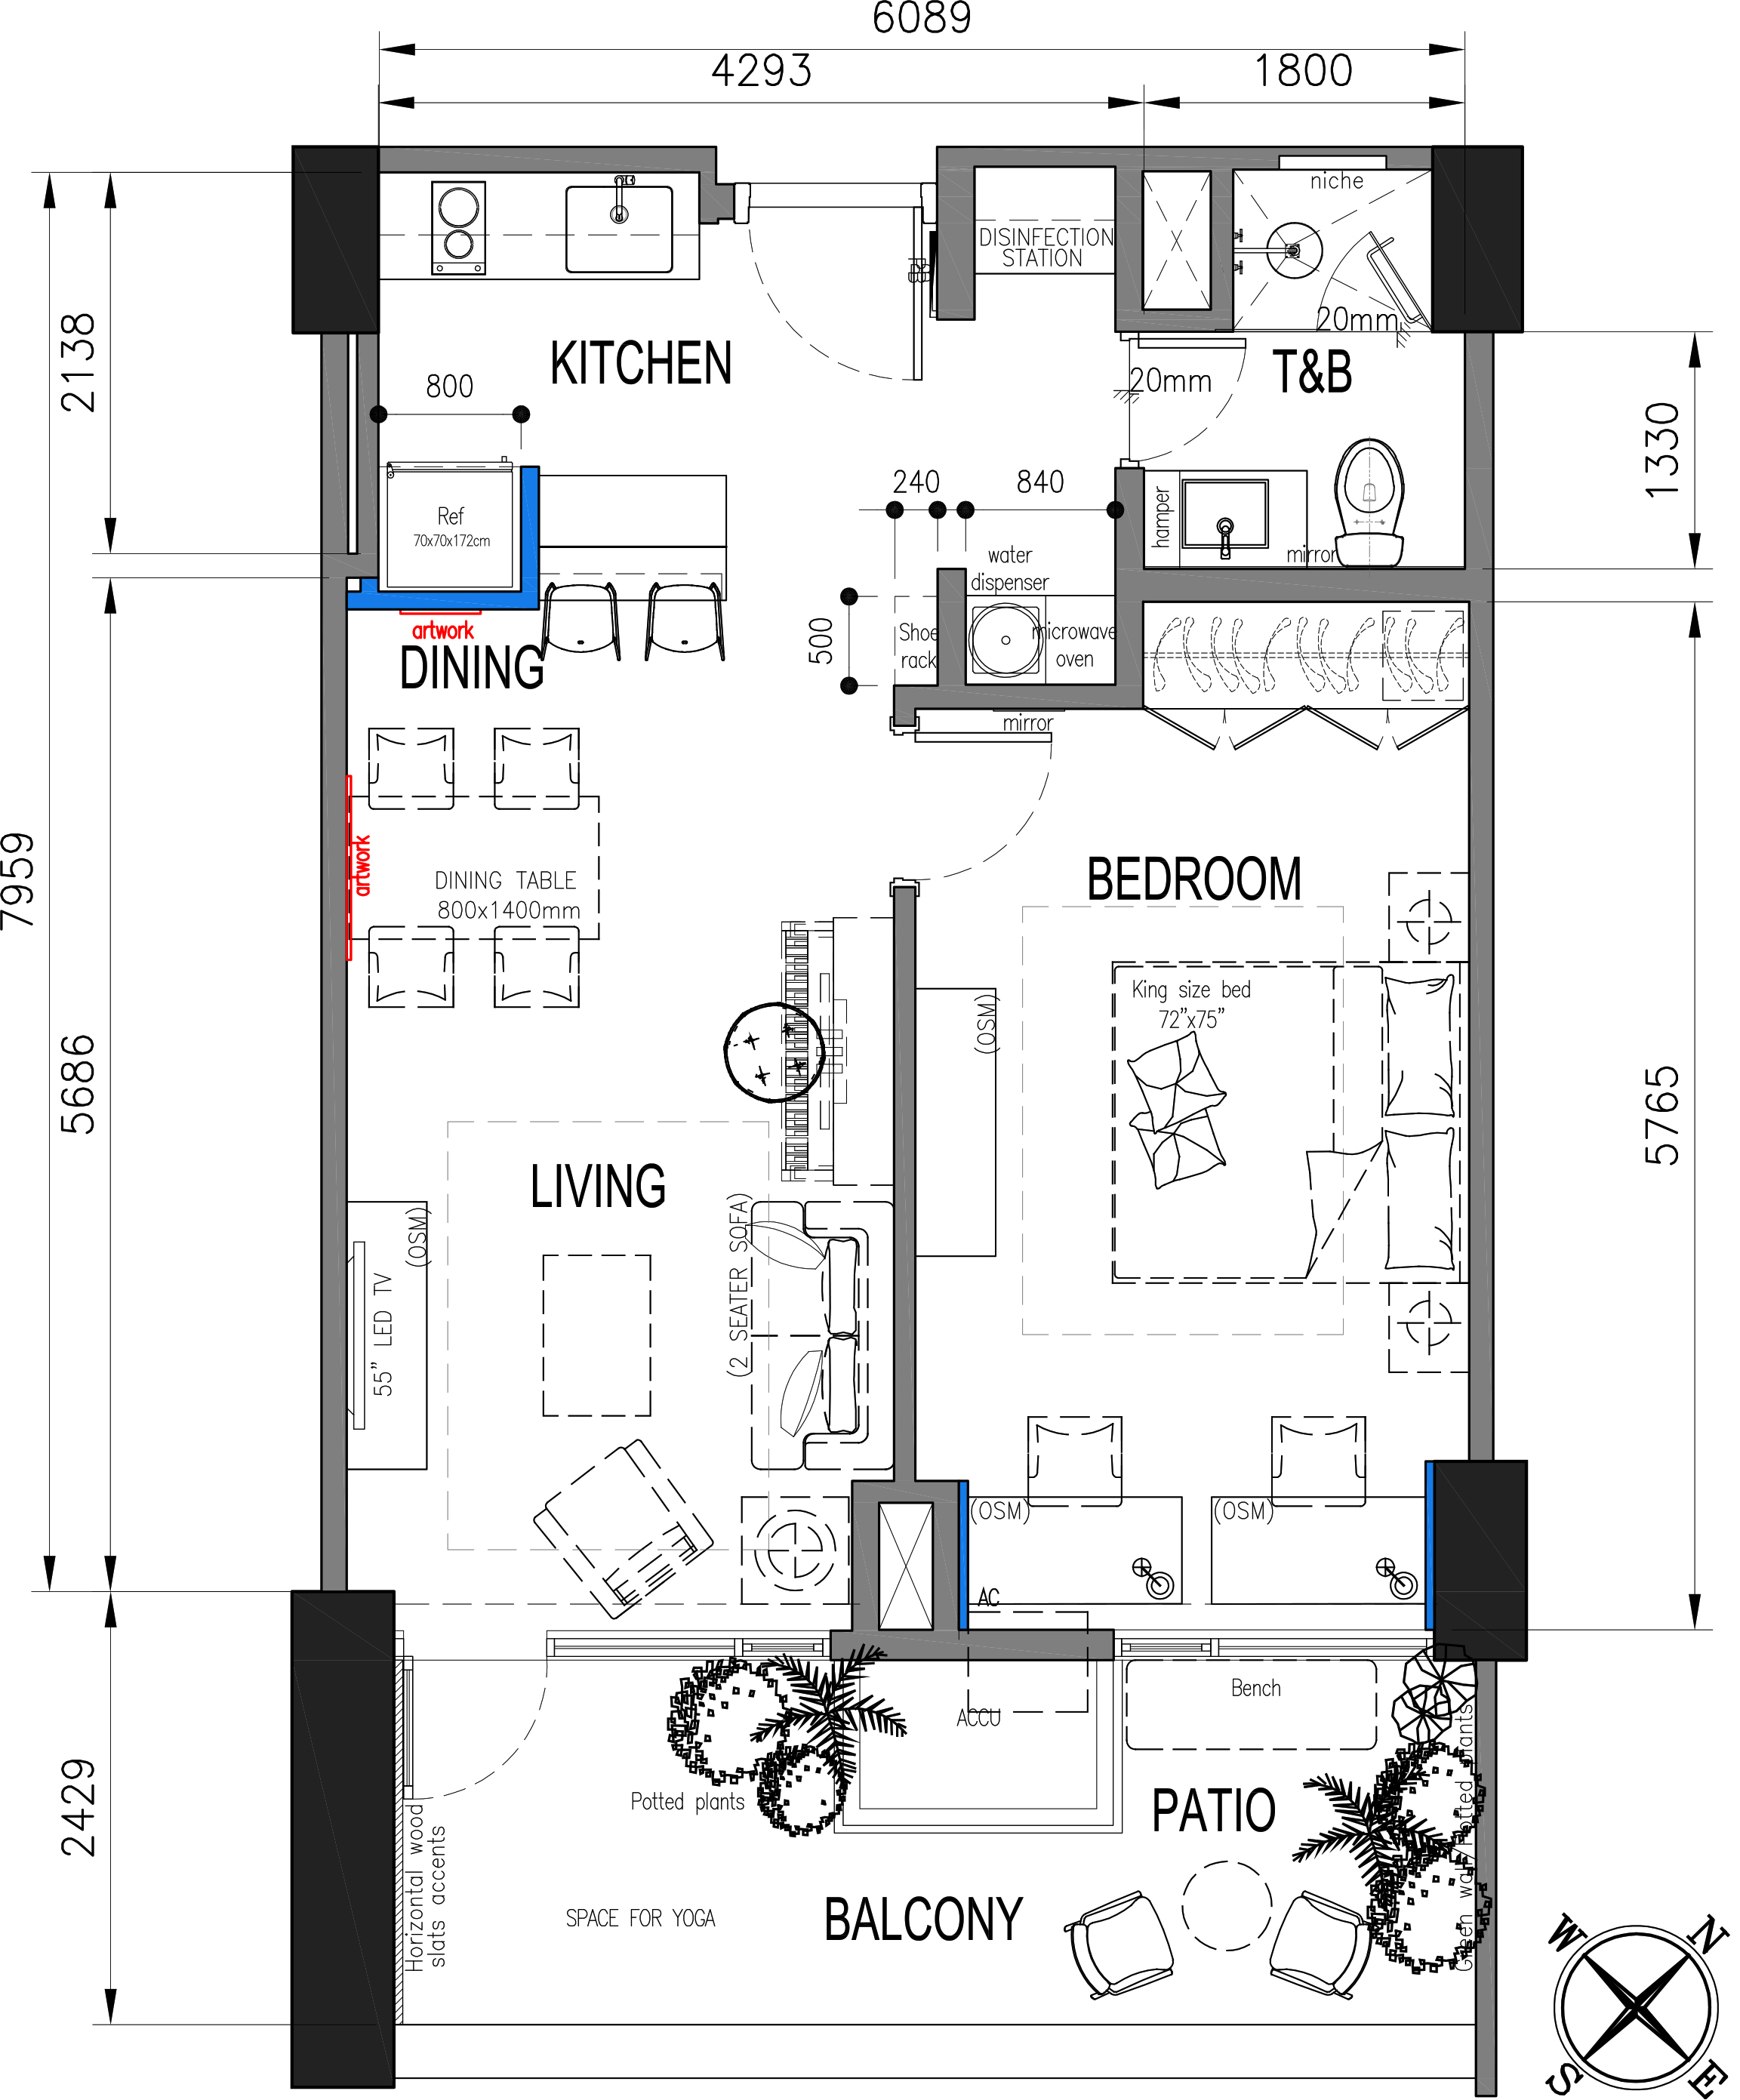 6089
4293
1800
niche
DISINFECTION
STATION
20mm
2138
KITCHEN
T&B
800
20mm
1330
240
840
hamper
Ref
70x70x172cm
mirror
water
dispenser
500
Shoe
rack
microwave
oven
artwork
DINING
mirror
7959
artwork
BEDROOM
DINING TABLE
800x1400mm
King size bed
72"x75"
(OSM)
5686
5765
LIVING
(OSM)
55" LED TV
(2 SEATER SOFA)
(OSM)
(OSM)
AC
Bench
ACCU
2429
Potted plants
PATIO
Horizontal wood
slats accents
Green wall/Potted plants
SPACE FOR YOGA
BALCONY
W
N
S
E